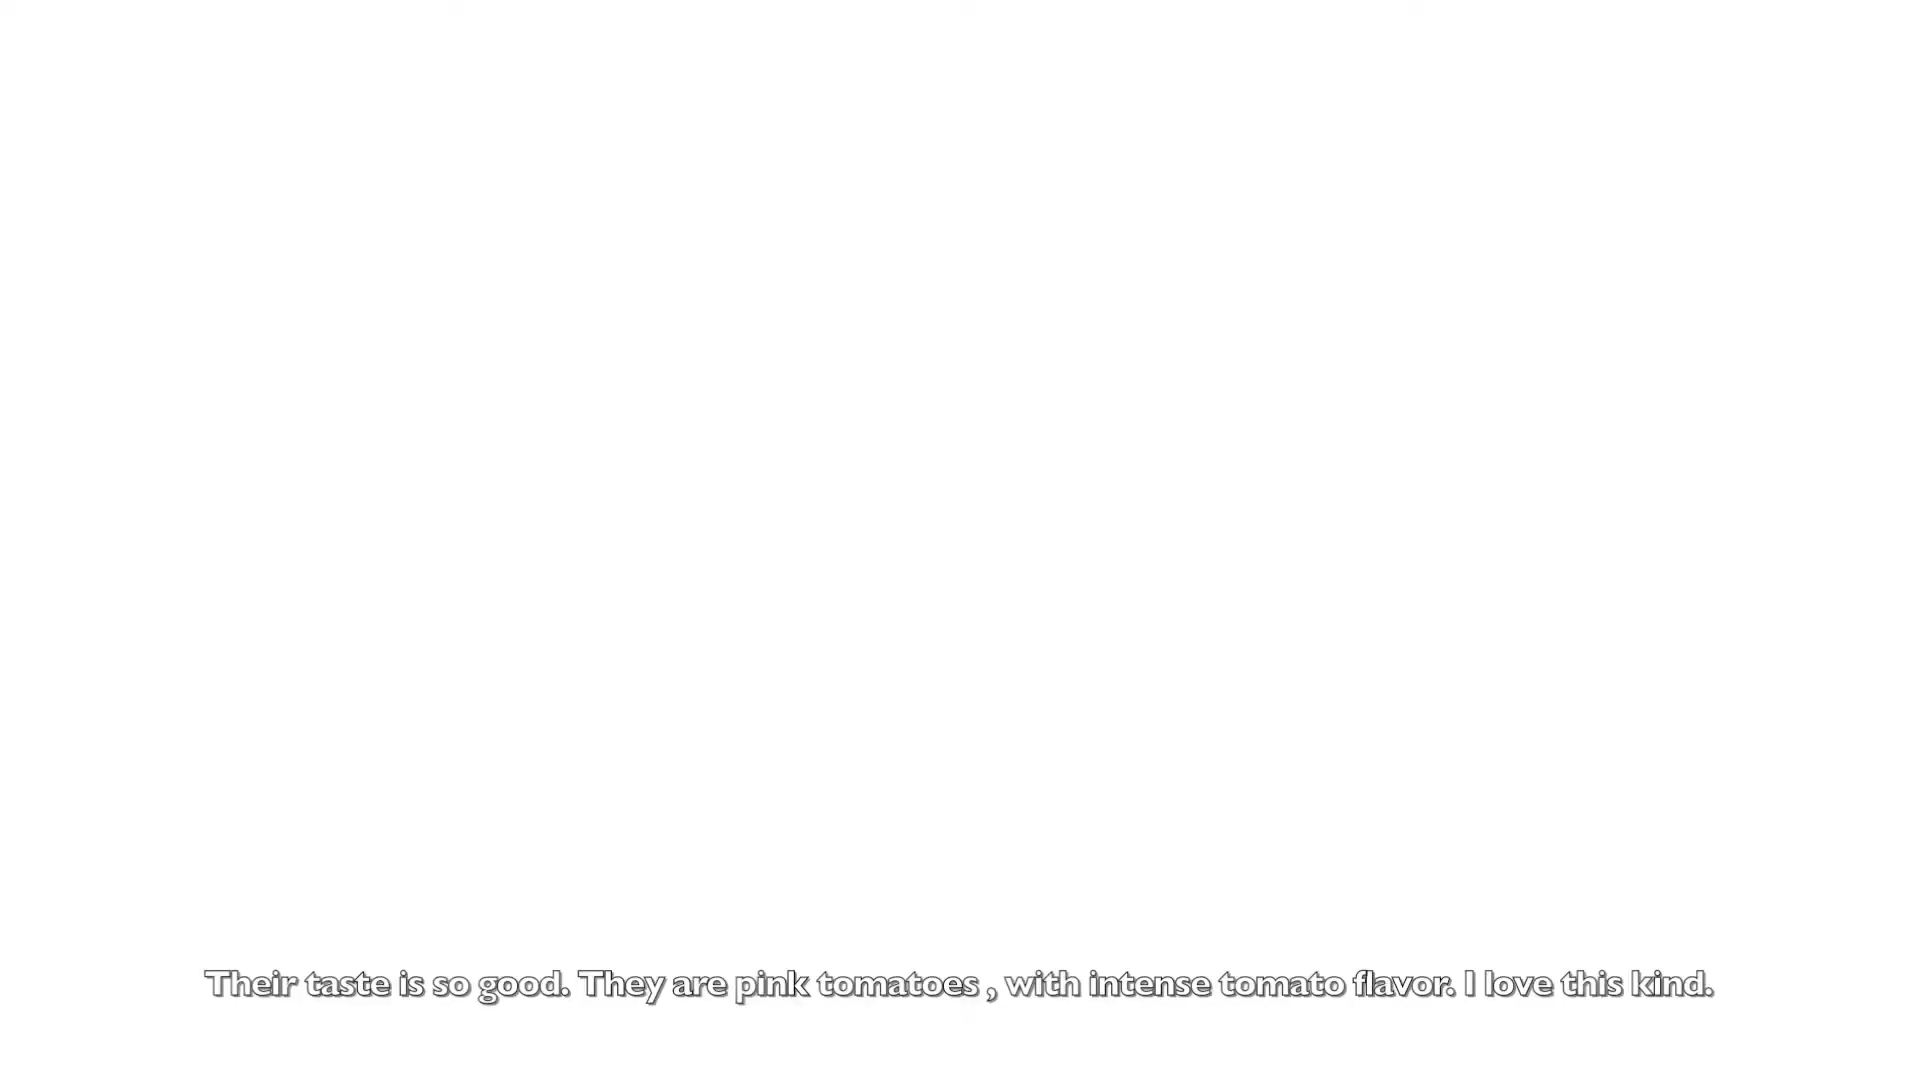 Their taste is so good. They are pink tomatoes , with intense tomato flavor. I love this kind.